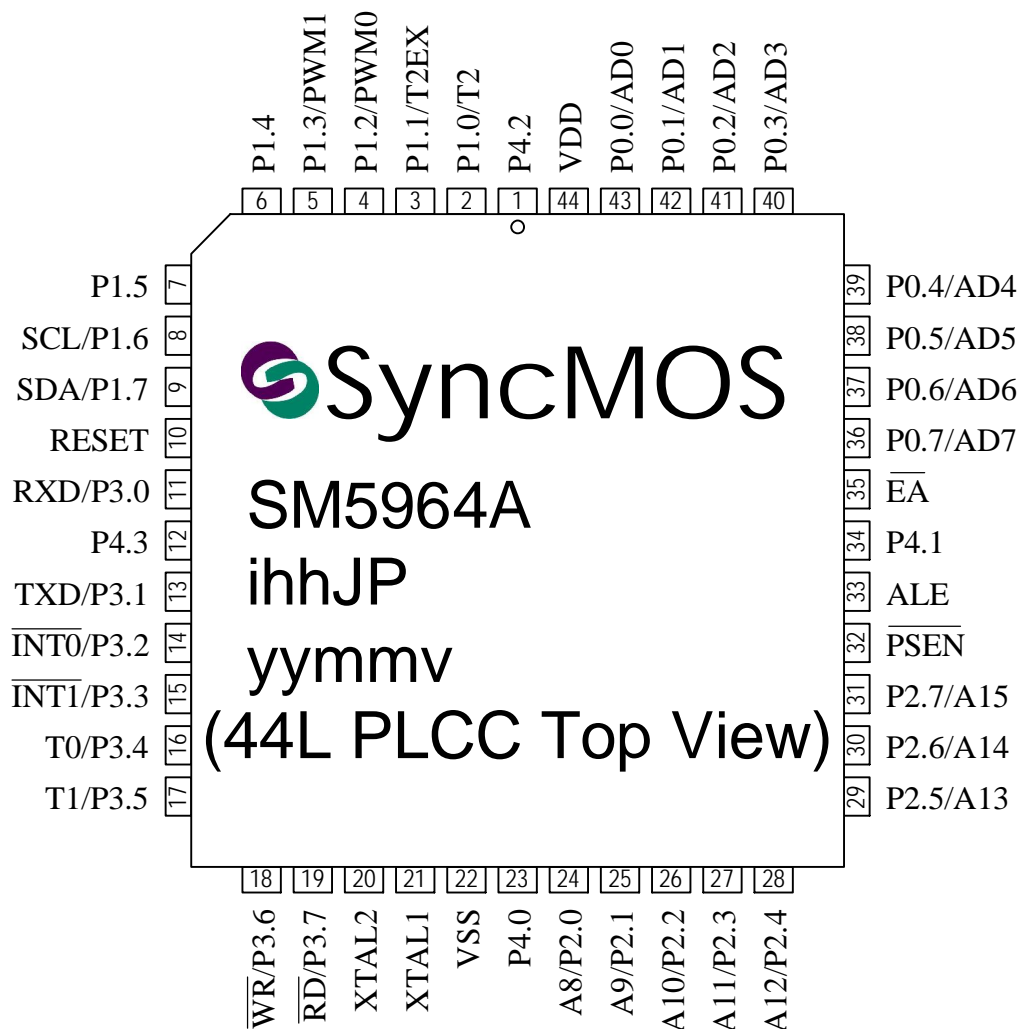 P1.4
P1.3/PWM1
P1.2/PWM0
P1.1/T2EX
P1.0/T2
P4.2
VDD
P0.0/AD0
P0.1/AD1
P0.2/AD2
P0.3/AD3
6
5
4
3
2
1
44
43
42
41
40
P1.5 7
SCL/P1.6 8
SDA/P1.7 9
RESET 10
RXD/P3.0 11
P4.3 12
TXD/P3.1 13
I̅N̅T̅0̅/P3.2 14
I̅N̅T̅1̅/P3.3 15
T0/P3.4 16
T1/P3.5 17
SyncMOS
SM5964A
ihhJP
yymmv
(44L PLCC Top View)
39 P0.4/AD4
38 P0.5/AD5
37 P0.6/AD6
36 P0.7/AD7
35 E̅A̅
34 P4.1
33 ALE
32 P̅S̅E̅N̅
31 P2.7/A15
30 P2.6/A14
29 P2.5/A13
18
19
20
21
22
23
24
25
26
27
28
W̅R̅/P3.6
R̅D̅/P3.7
XTAL2
XTAL1
VSS
P4.0
A8/P2.0
A9/P2.1
A10/P2.2
A11/P2.3
A12/P2.4